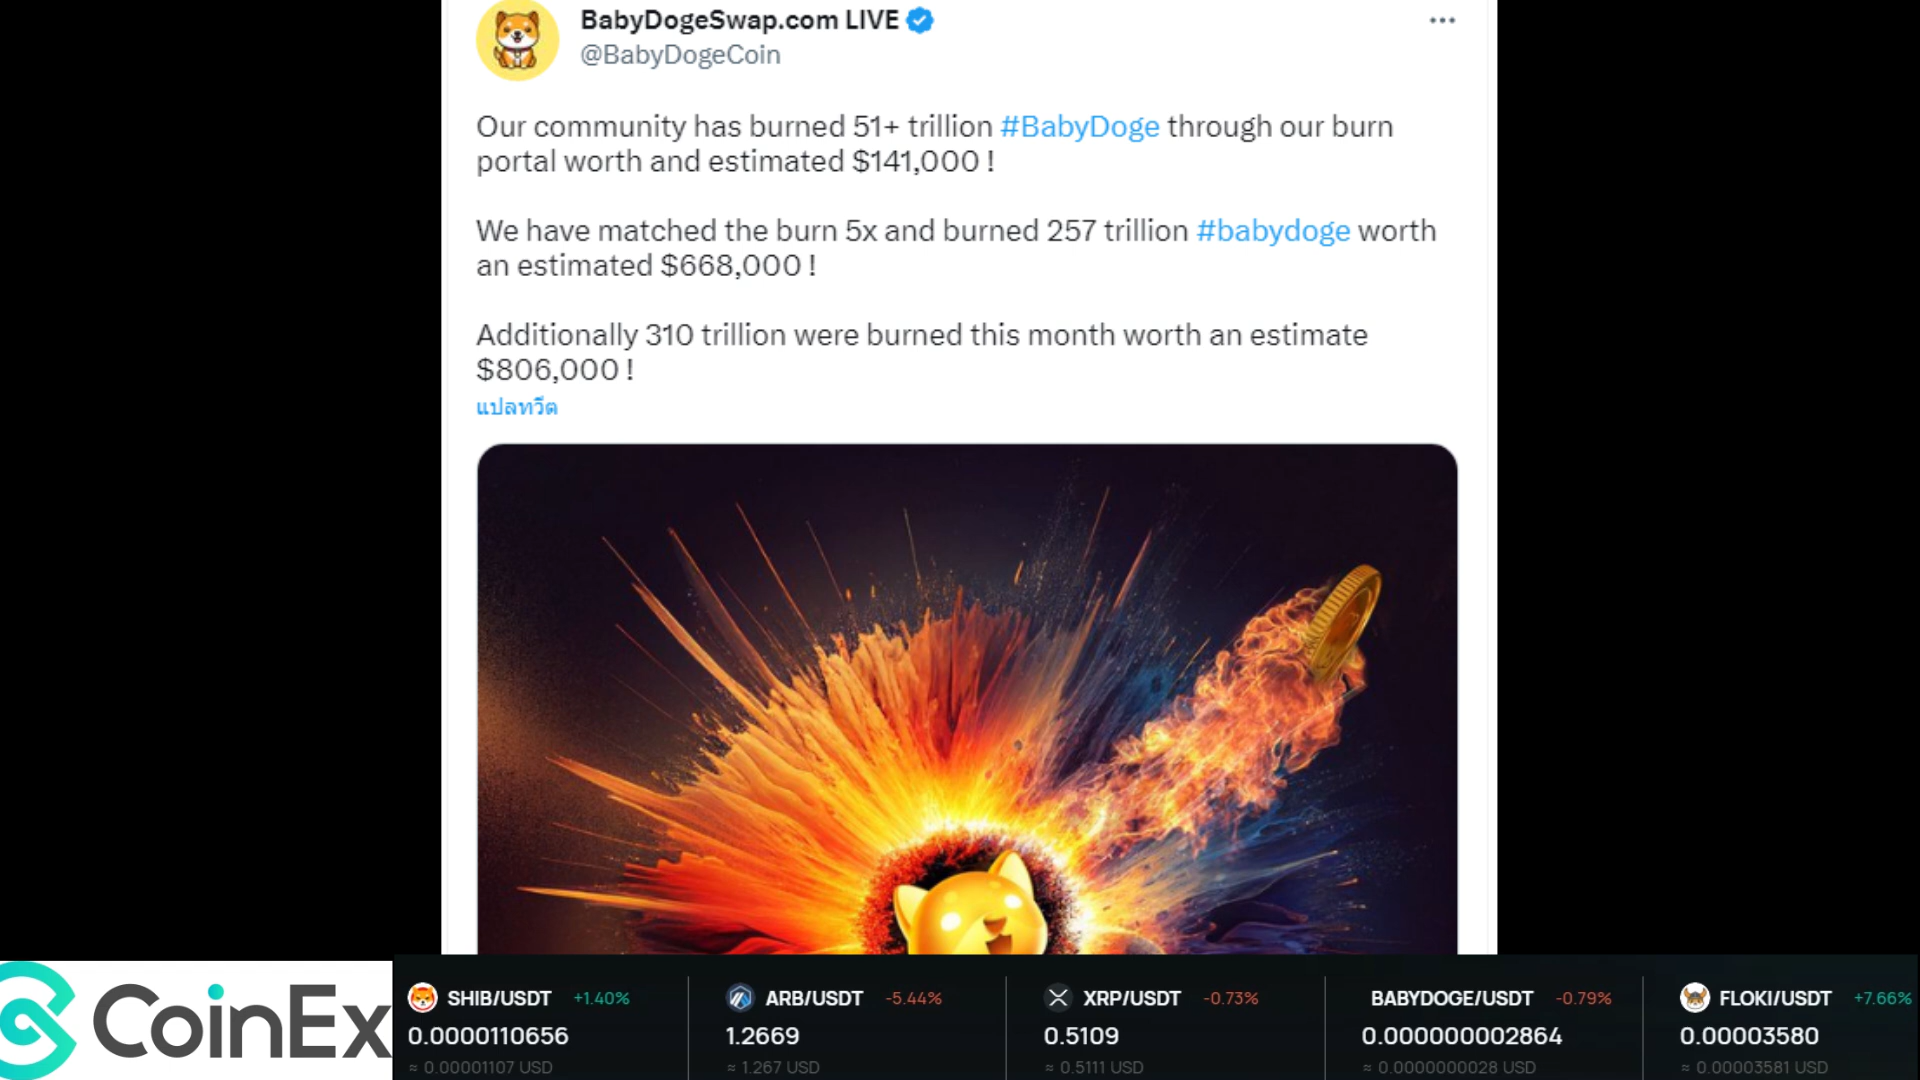 BabyDogeSwap.com LIVE
@BabyDogeCoin
Our community has burned 51+ trillion #BabyDoge through our burn
portal worth and estimated $141,000 !
We have matched the burn 5x and burned 257 trillion #babydoge worth
an estimated $668,000 !
Additionally 310 trillion were burned this month worth an estimate
$806,000 !
แปลทวีต
CoinEx
SHIB/USDT +1.40%
0.0000110656
≈ 0.00001107 USD
ARB/USDT -5.44%
1.2669
≈ 1.267 USD
XRP/USDT -0.73%
0.5109
≈ 0.5111 USD
BABYDOGE/USDT -0.79%
0.000000002864
≈ 0.0000000028 USD
FLOKI/USDT +7.66%
0.00003580
≈ 0.00003581 USD